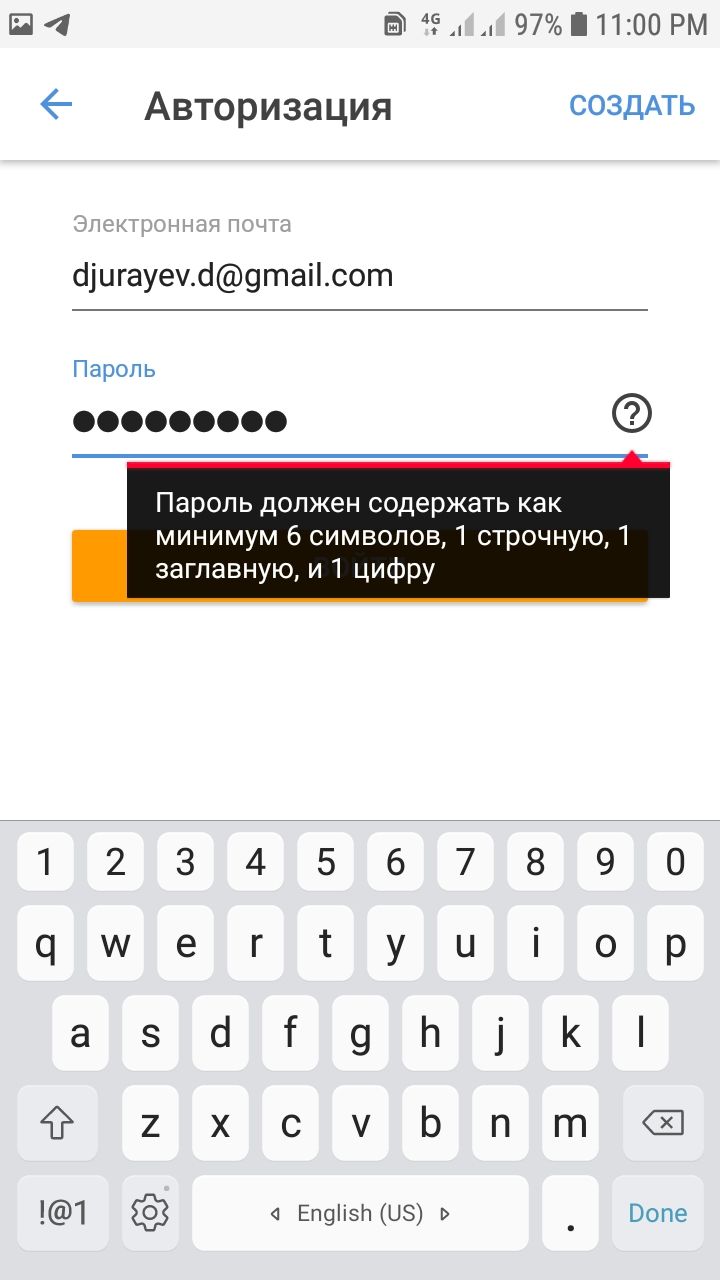 4G 97% 11:00 PM
Авторизация СОЗДАТЬ
Электронная почта
djurayev.d@gmail.com
Пароль
Пароль должен содержать как
минимум 6 символов, 1 строчную, 1
заглавную, и 1 цифру
1 2 3 4 5 6 7 8 9 0
q w e r t y u i o p
a s d f g h j k l
z x c v b n m
!@1 English (US) . Done